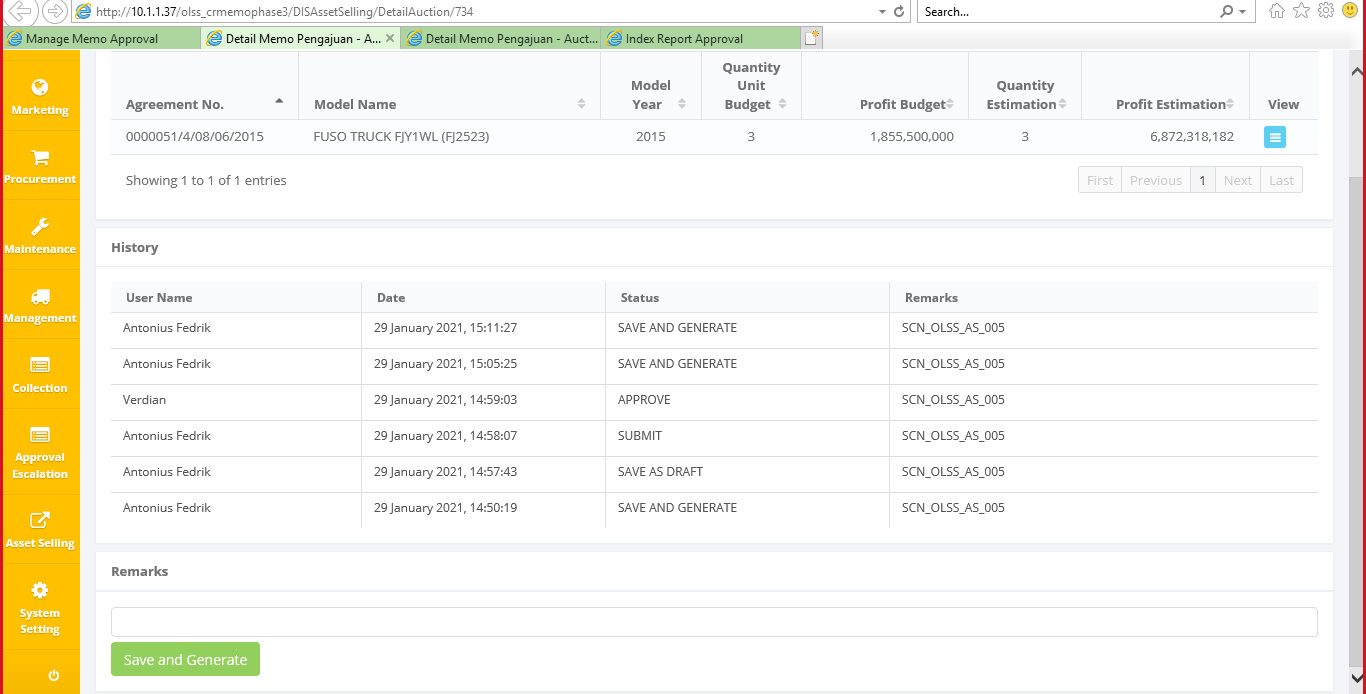 http://10.1.1.37/olss_crmemophase3/DISAssetSelling/DetailAuction/734
Search...
Manage Memo Approval
Detail Memo Pengajuan - A...
Detail Memo Pengajuan - Auct...
Index Report Approval
Marketing
Procurement
Maintenance
Management
Collection
Approval
Escalation
Asset Selling
System
Setting
Agreement No. Model Name Model Year Quantity Unit Budget Profit Budget Quantity Estimation Profit Estimation View
0000051/4/08/06/2015 FUSO TRUCK FJY1WL (FJ2523) 2015 3 1,855,500,000 3 6,872,318,182
Showing 1 to 1 of 1 entries
First Previous 1 Next Last
History
User Name Date Status Remarks
Antonius Fedrik 29 January 2021, 15:11:27 SAVE AND GENERATE SCN_OLSS_AS_005
Antonius Fedrik 29 January 2021, 15:05:25 SAVE AND GENERATE SCN_OLSS_AS_005
Verdian 29 January 2021, 14:59:03 APPROVE SCN_OLSS_AS_005
Antonius Fedrik 29 January 2021, 14:58:07 SUBMIT SCN_OLSS_AS_005
Antonius Fedrik 29 January 2021, 14:57:43 SAVE AS DRAFT SCN_OLSS_AS_005
Antonius Fedrik 29 January 2021, 14:50:19 SAVE AND GENERATE SCN_OLSS_AS_005
Remarks
Save and Generate